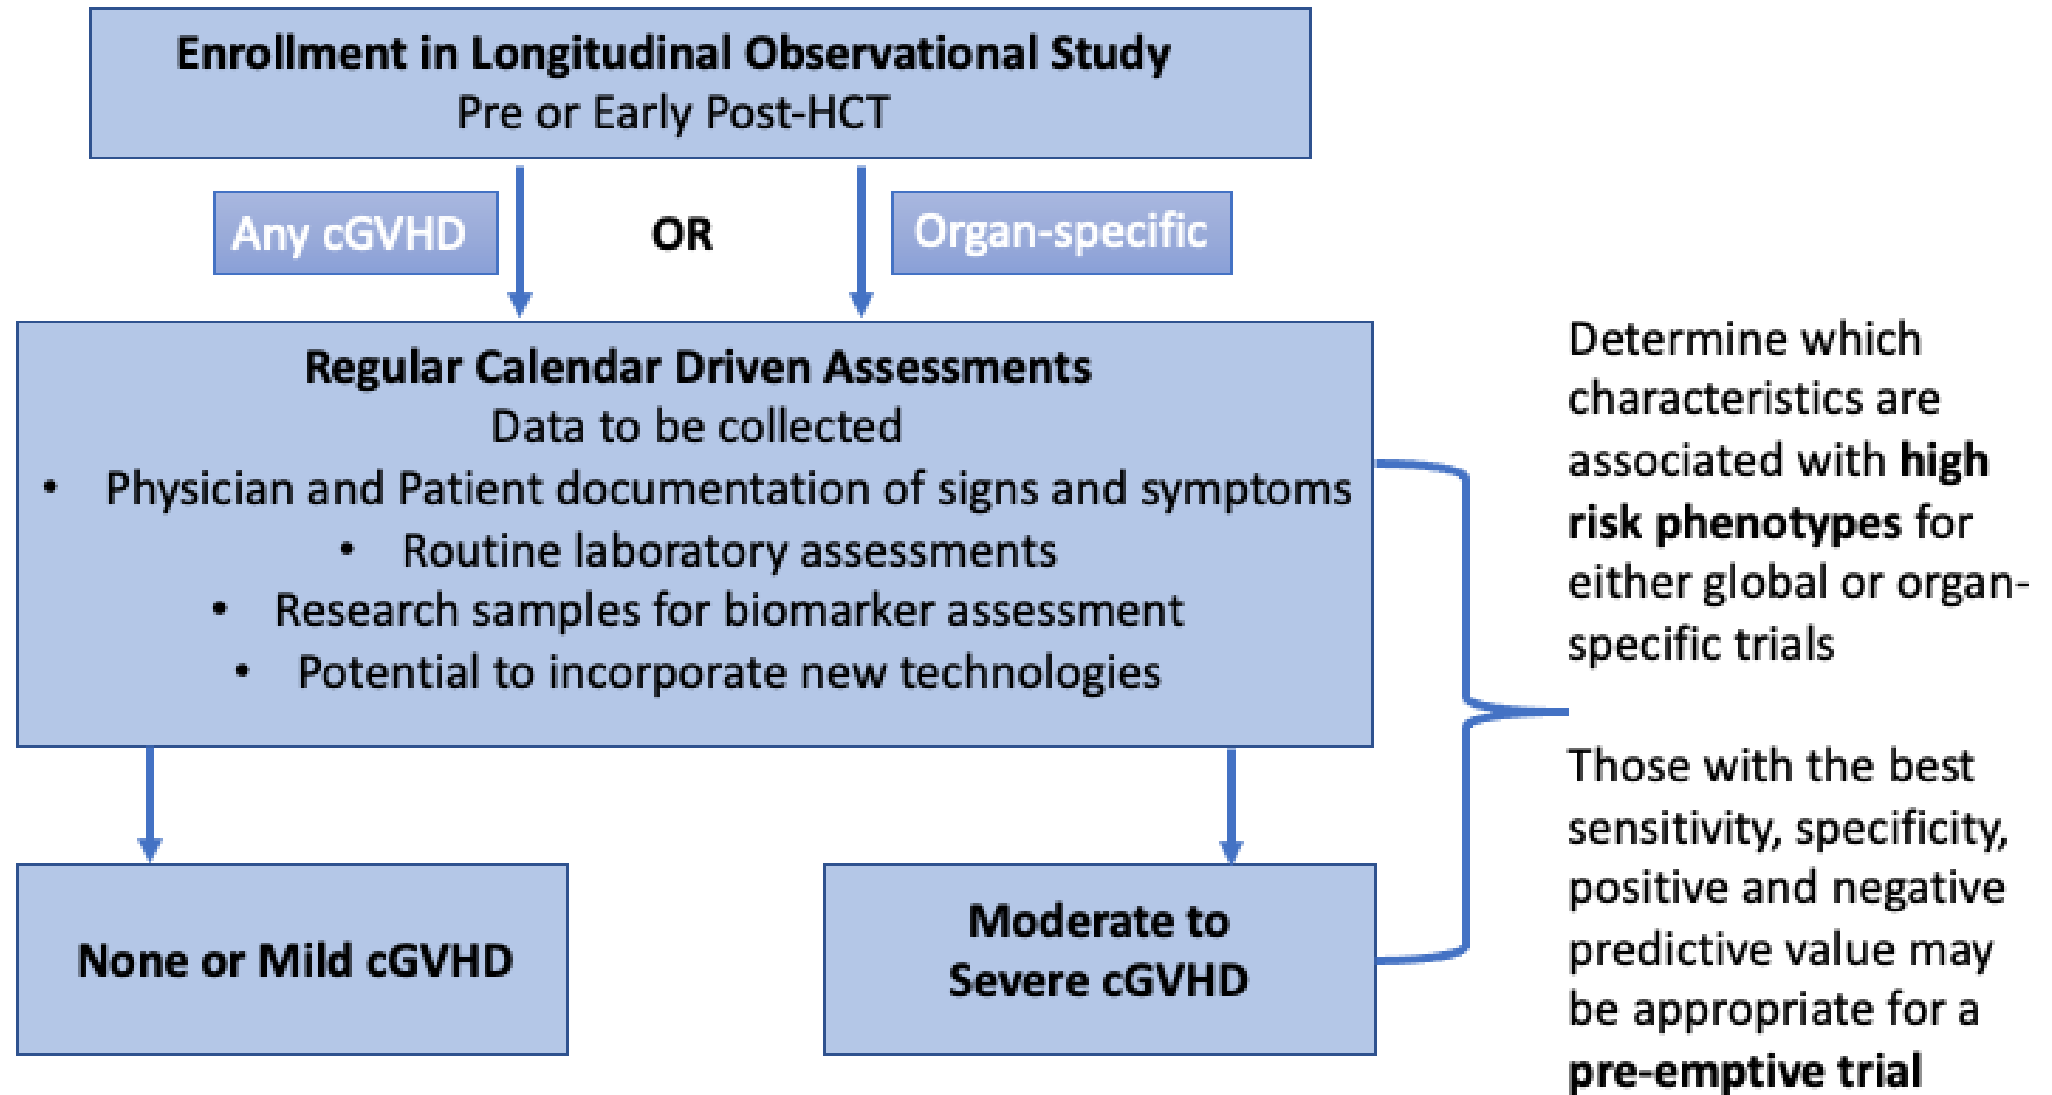 Enrollment in Longitudinal Observational Study
Pre or Early Post-HCT
Any cGVHD
OR
Organ-specific
Regular Calendar Driven Assessments
Data to be collected
• Physician and Patient documentation of signs and symptoms
• Routine laboratory assessments
• Research samples for biomarker assessment
• Potential to incorporate new technologies
None or Mild cGVHD
Moderate to
Severe cGVHD
Determine which
characteristics are
associated with high
risk phenotypes for
either global or organ-
specific trials
Those with the best
sensitivity, specificity,
positive and negative
predictive value may
be appropriate for a
pre-emptive trial